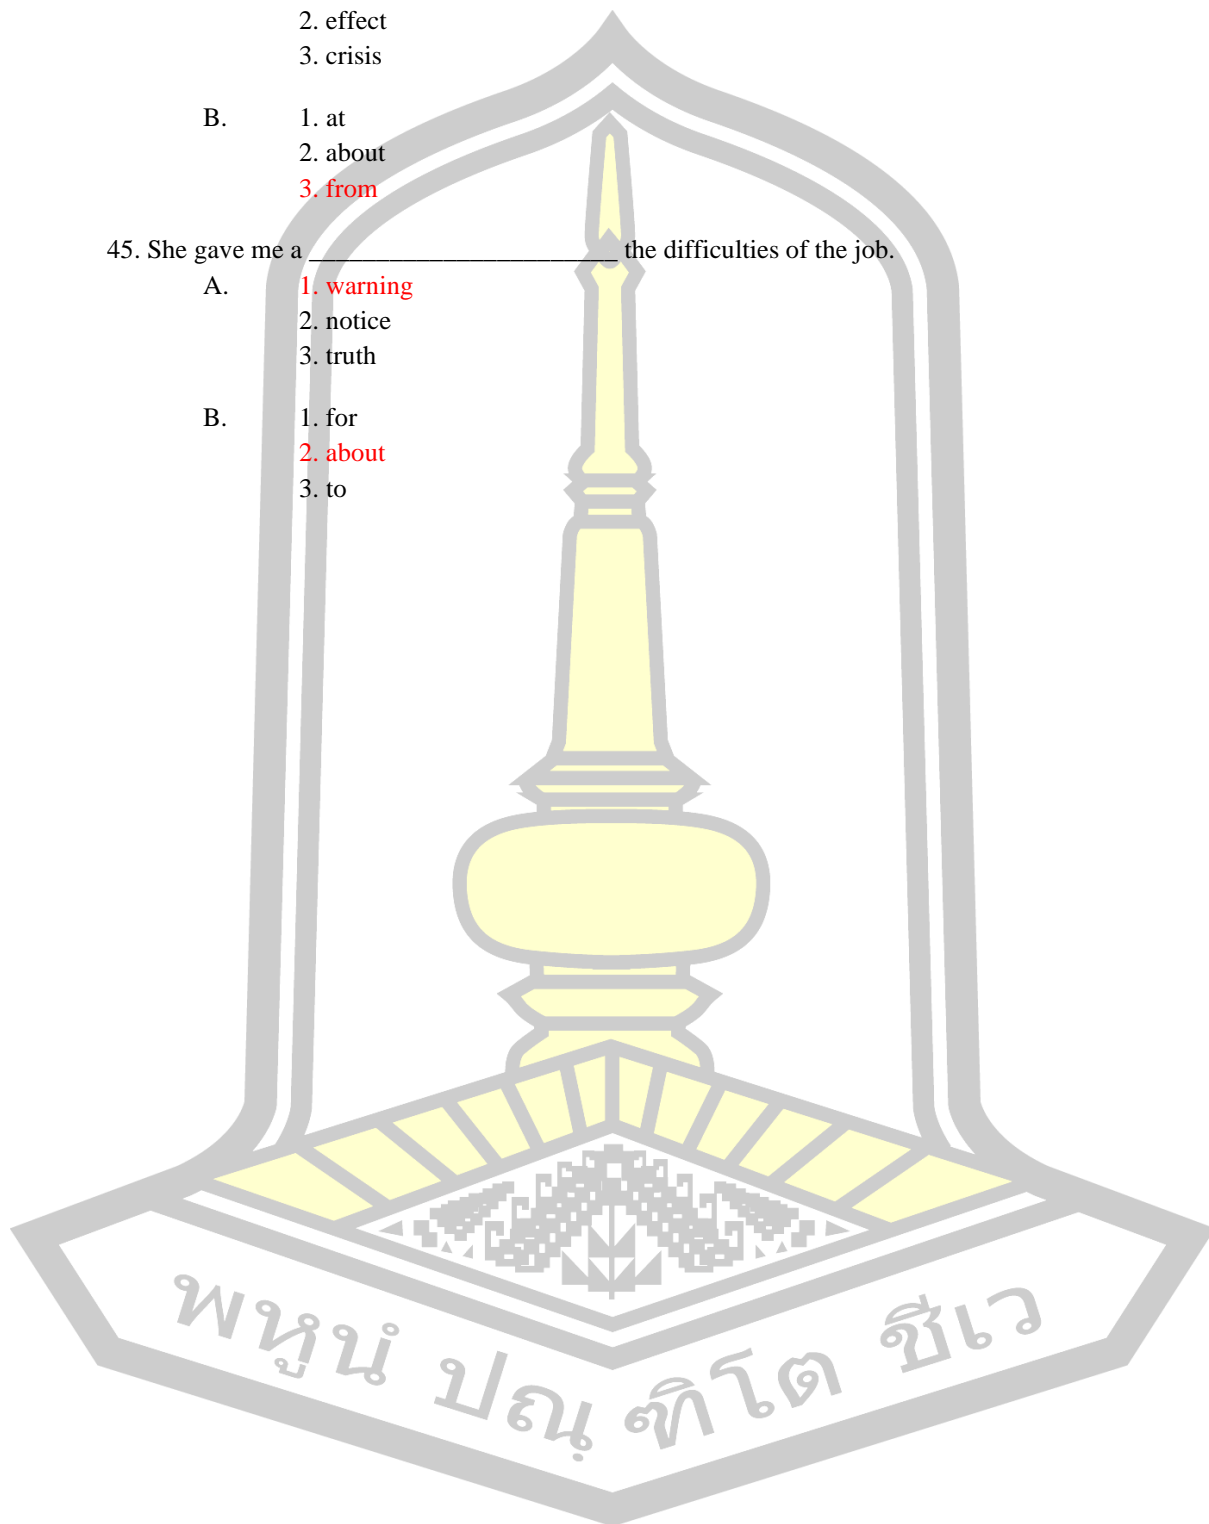 2. effect
3. crisis
B. 1. at
2. about
3. from
45. She gave me a _______________________ the difficulties of the job.
A. 1. warning
2. notice
3. truth
B. 1. for
2. about
3. to
พหูนํ ปณฺฑิโต ชีเว